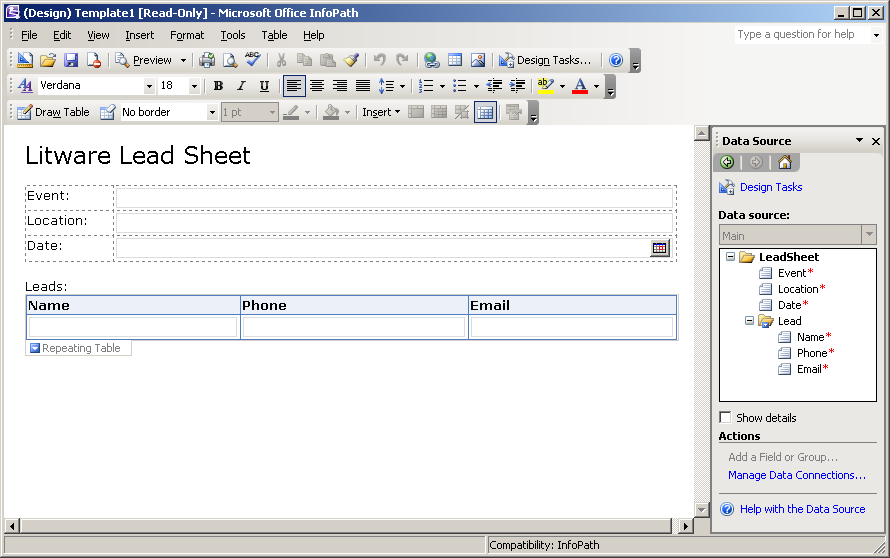 (Design) Template1 [Read-Only] - Microsoft Office InfoPath
File Edit View Insert Format Tools Table Help
Type a question for help
Preview Design Tasks...
Verdana 18 B I U
Draw Table No border 1 pt Insert
Litware Lead Sheet
Event:
Location:
Date:
Leads:
Name Phone Email
Repeating Table
Data Source
Design Tasks
Data source:
Main
LeadSheet
Event*
Location*
Date*
Lead
Name*
Phone*
Email*
Show details
Actions
Add a Field or Group...
Manage Data Connections...
Help with the Data Source
Compatibility: InfoPath